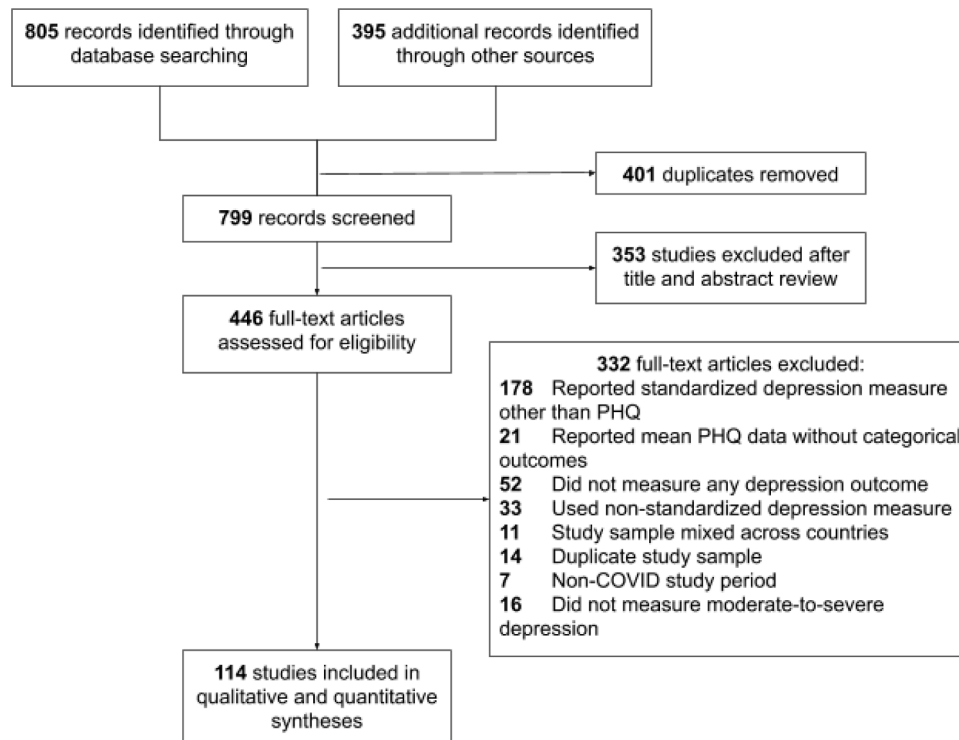 805 records identified through
database searching
395 additional records identified
through other sources
401 duplicates removed
799 records screened
353 studies excluded after
title and abstract review
446 full-text articles
assessed for eligibility
332 full-text articles excluded:
178 Reported standardized depression measure
other than PHQ
21 Reported mean PHQ data without categorical
outcomes
52 Did not measure any depression outcome
33 Used non-standardized depression measure
11 Study sample mixed across countries
14 Duplicate study sample
7 Non-COVID study period
16 Did not measure moderate-to-severe
depression
114 studies included in
qualitative and quantitative
syntheses